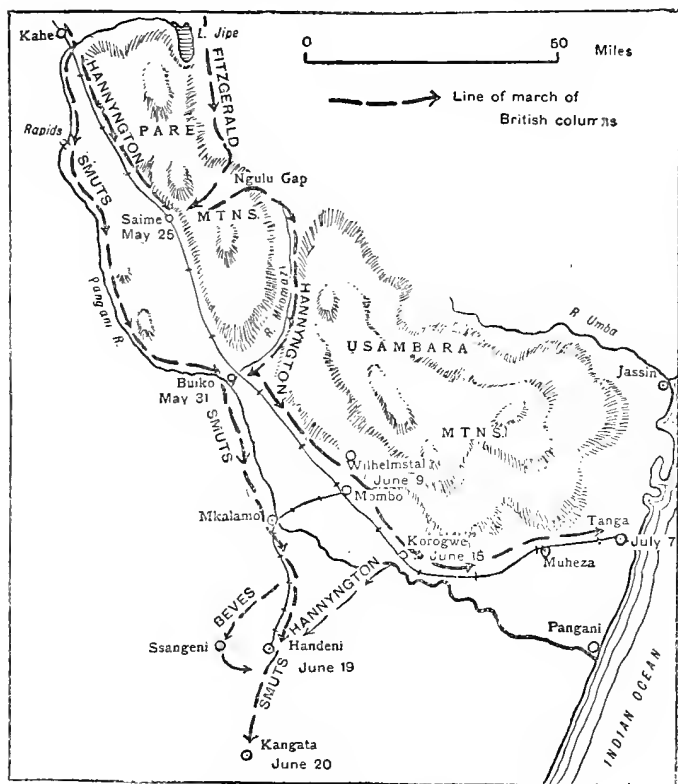 Kahe
L. Jipe
0 50 Miles
HANNYNGTON
FITZGERALD
Line of march of
British columns
Rapids
PARE
SMUTS
Ngulu Gap
Saime
May 25
MTNS.
Pangani R.
R. Mkomazi
HANNYNGTON
R. Umba
USAMBARA
Jassin
Buiko
May 31
MTNS.
SMUTS
Wilhelmstal
June 9
Mombo
Mkalamo
Tanga
July 7
Korogwe
June 15
Muheza
BEVES
HANNYNGTON
Pangani
Ssangeni
Handeni
June 19
SMUTS
INDIAN OCEAN
Kangata
June 20